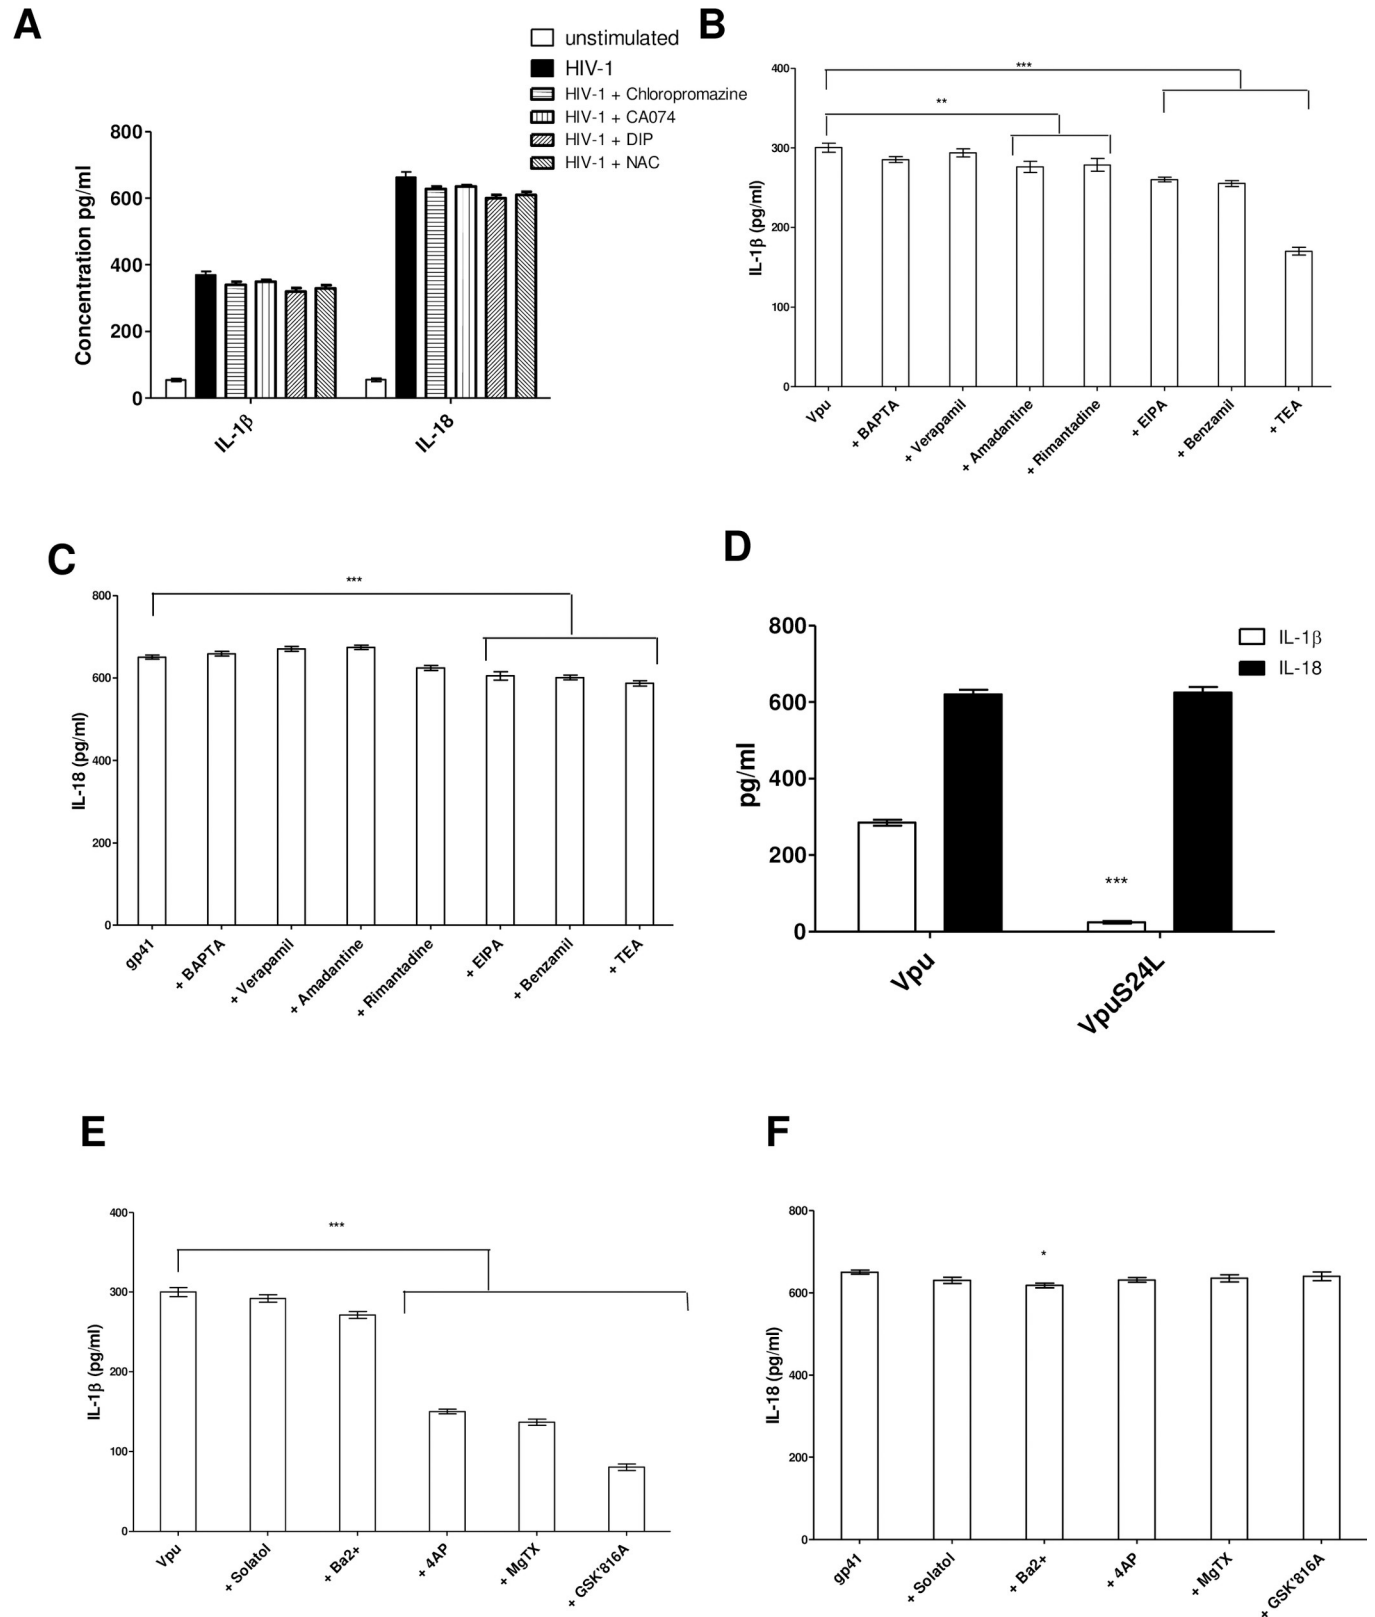 A
unstimulated
HIV-1
HIV-1 + Chloropromazine
HIV-1 + CA074
HIV-1 + DIP
HIV-1 + NAC
Concentration pg/ml
800
600
400
200
0
IL-1β
IL-18
B
***
**
IL-1β (pg/ml)
400
300
200
100
0
Vpu
+ BAPTA
+ Verapamil
+ Amadantine
+ Rimantadine
+ EIPA
+ Benzamil
+ TEA
C
***
IL-18 (pg/ml)
800
600
400
200
0
gp41
+ BAPTA
+ Verapamil
+ Amadantine
+ Rimantadine
+ EIPA
+ Benzamil
+ TEA
D
IL-1β
IL-18
pg/ml
800
600
400
200
0
***
Vpu
VpuS24L
E
***
IL-1β (pg/ml)
400
300
200
100
0
Vpu
+ Solatol
+ Ba2+
+ 4AP
+ MgTX
+ GSK'816A
F
*
IL-18 (pg/ml)
800
600
400
200
0
gp41
+ Solatol
+ Ba2+
+ 4AP
+ MgTX
+ GSK'816A